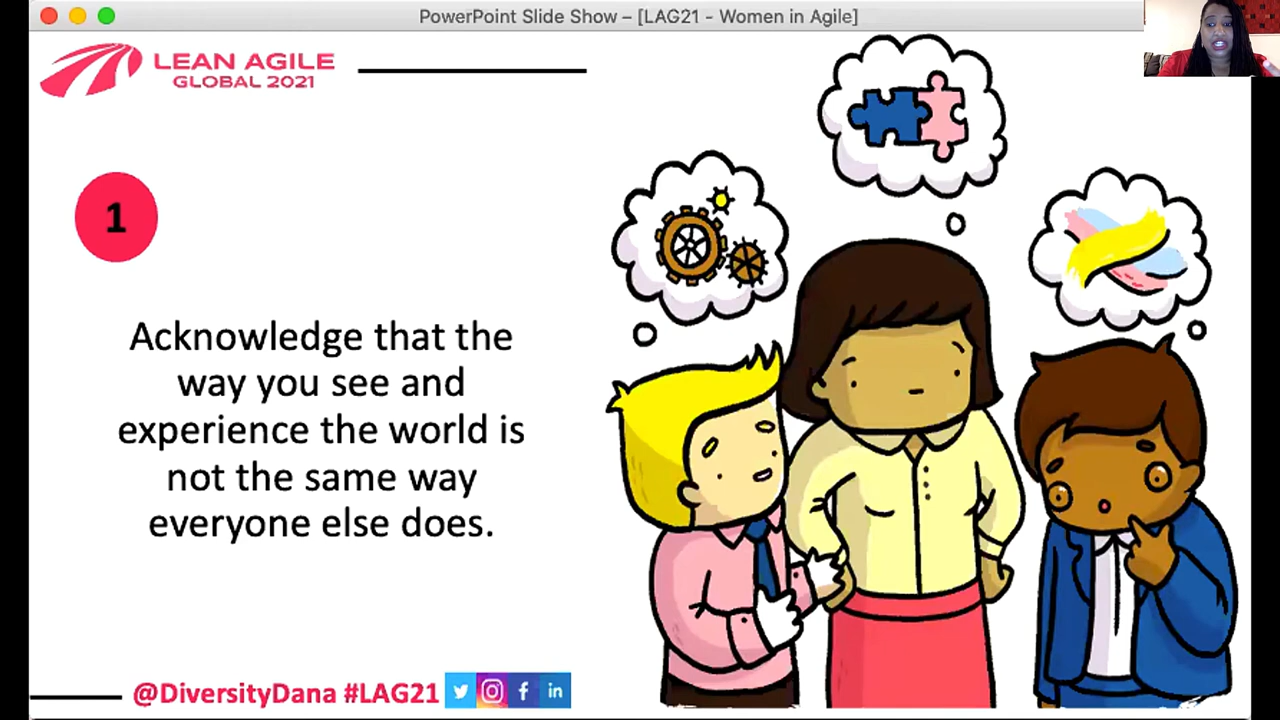 PowerPoint Slide Show – [LAG21 - Women in Agile]
LEAN AGILE
GLOBAL 2021
1
Acknowledge that the
way you see and
experience the world is
not the same way
everyone else does.
@DiversityDana #LAG21